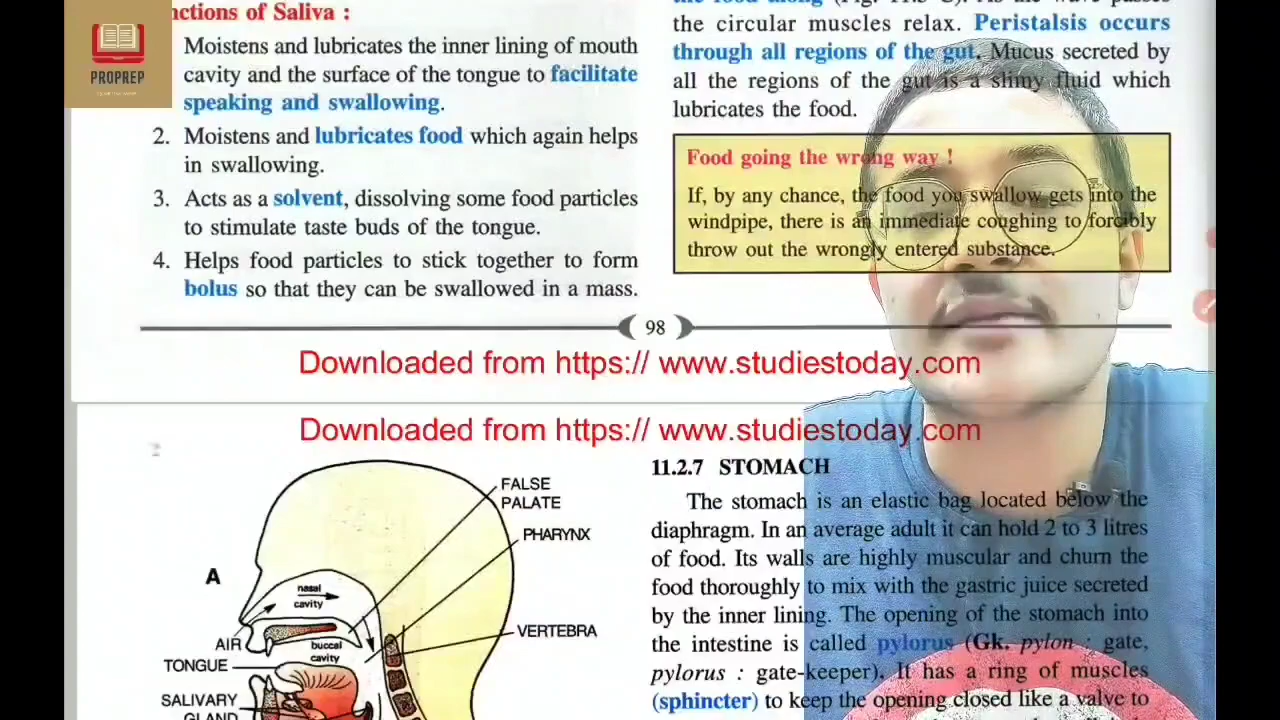 PROPREP
nctions of Saliva :
Moistens and lubricates the inner lining of mouth
cavity and the surface of the tongue to facilitate
speaking and swallowing.
2. Moistens and lubricates food which again helps
in swallowing.
3. Acts as a solvent, dissolving some food particles
to stimulate taste buds of the tongue.
4. Helps food particles to stick together to form
bolus so that they can be swallowed in a mass.
the circular muscles relax. Peristalsis occurs
through all regions of the gut. Mucus secreted by
all the regions of the gut is a slimy fluid which
lubricates the food.
Food going the wrong way !
If, by any chance, the food you swallow gets into the
windpipe, there is an immediate coughing to forcibly
throw out the wrongly entered substance.
98
Downloaded from https:// www.studiestoday.com
Downloaded from https:// www.studiestoday.com
FALSE
PALATE
PHARYNX
A
nasal
cavity
VERTEBRA
AIR
buccal
cavity
TONGUE
SALIVARY
GLAND
11.2.7 STOMACH
The stomach is an elastic bag located below the
diaphragm. In an average adult it can hold 2 to 3 litres
of food. Its walls are highly muscular and churn the
food thoroughly to mix with the gastric juice secreted
by the inner lining. The opening of the stomach into
the intestine is called pylorus (Gk. pylon : gate,
pylorus : gate-keeper). It has a ring of muscles
(sphincter) to keep the opening closed like a valve to